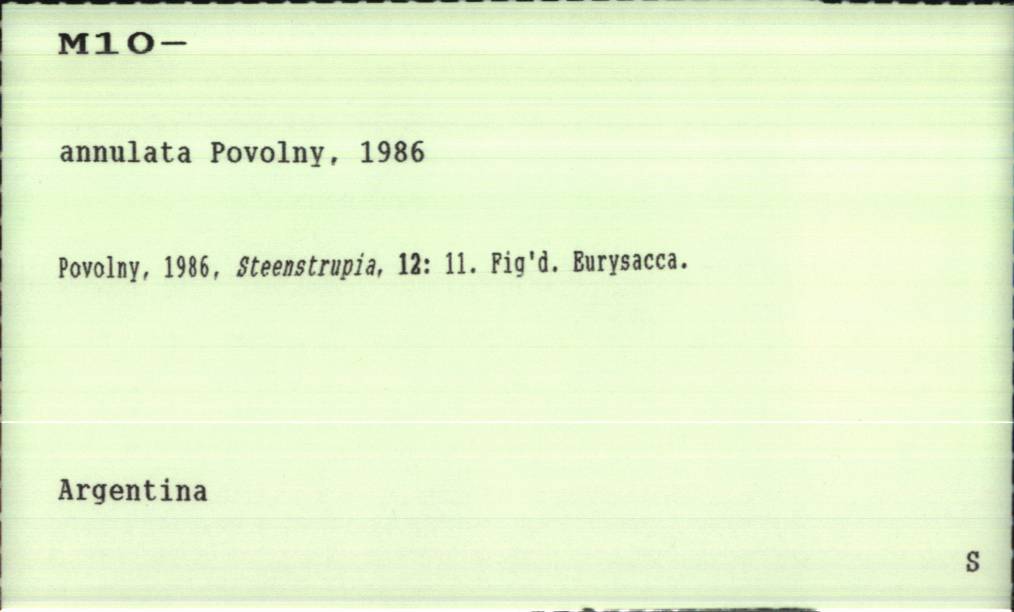 M10-
annulata Povolny, 1986
Povolny, 1986, Steenstrupia, 12: 11. Fig'd. Eurysacca.
Argentina
S